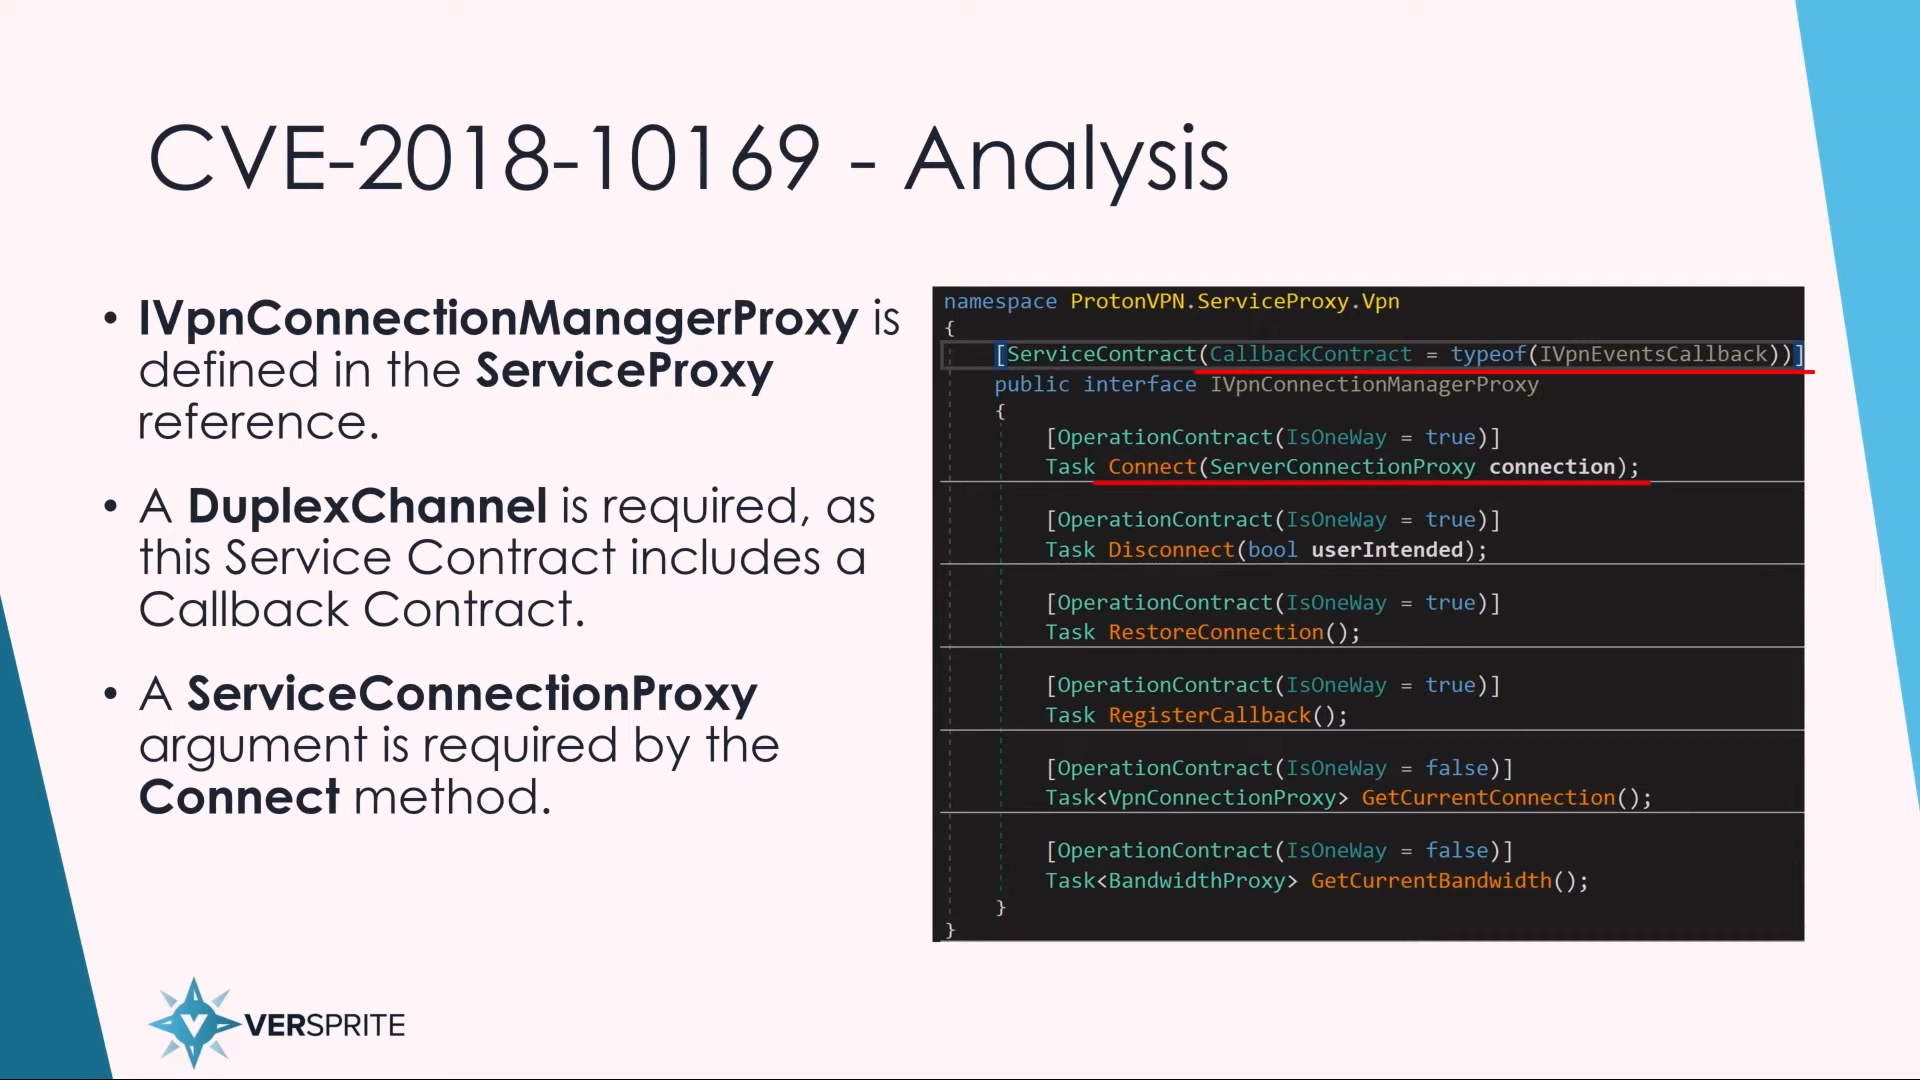 CVE-2018-10169 - Analysis
• IVpnConnectionManagerProxy is
defined in the ServiceProxy
reference.
• A DuplexChannel is required, as
this Service Contract includes a
Callback Contract.
• A ServiceConnectionProxy
argument is required by the
Connect method.
namespace ProtonVPN.ServiceProxy.Vpn
{
[ServiceContract(CallbackContract = typeof(IVpnEventsCallback))]
public interface IVpnConnectionManagerProxy
{
[OperationContract(IsOneWay = true)]
Task Connect(ServerConnectionProxy connection);
[OperationContract(IsOneWay = true)]
Task Disconnect(bool userIntended);
[OperationContract(IsOneWay = true)]
Task RestoreConnection();
[OperationContract(IsOneWay = true)]
Task RegisterCallback();
[OperationContract(IsOneWay = false)]
Task<VpnConnectionProxy> GetCurrentConnection();
[OperationContract(IsOneWay = false)]
Task<BandwidthProxy> GetCurrentBandwidth();
}
}
VERSPRITE